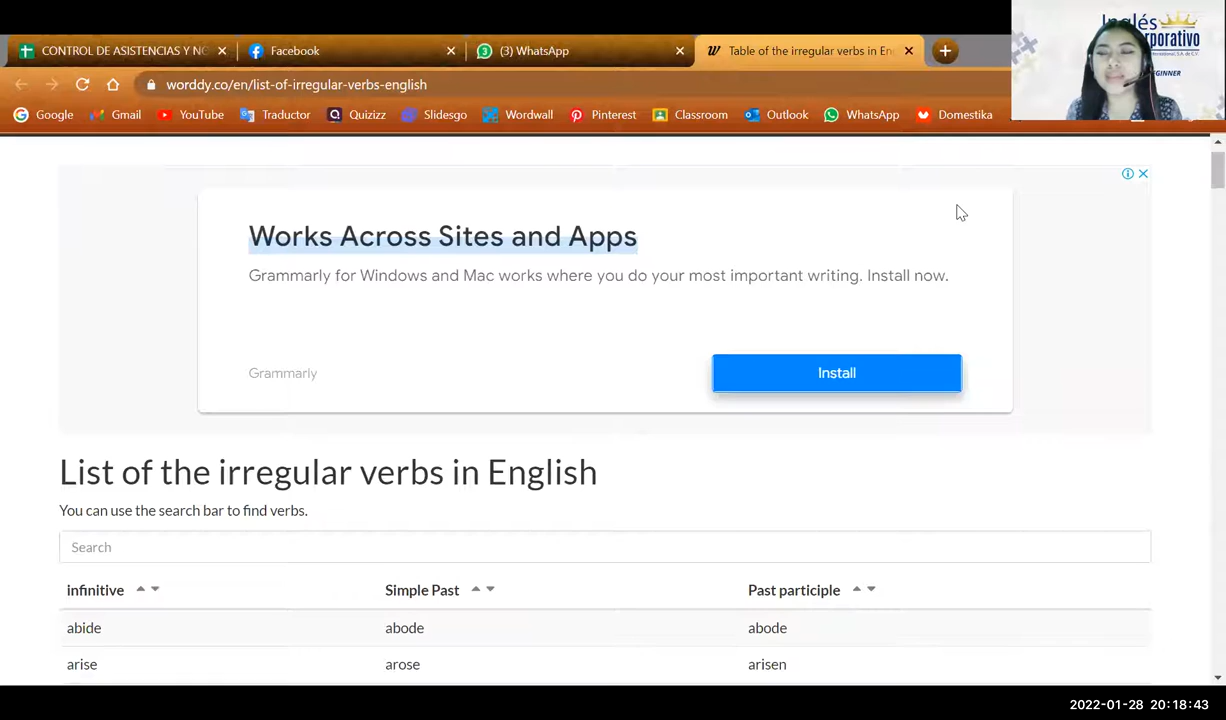 CONTROL DE ASISTENCIAS Y NO
Facebook
(3) WhatsApp
Table of the irregular verbs in En
Inglés
BEGINNER
worddy.co/en/list-of-irregular-verbs-english
Google
Gmail
YouTube
Traductor
Quizizz
Slidesgo
Wordwall
Pinterest
Classroom
Outlook
WhatsApp
Domestika
Works Across Sites and Apps
Grammarly for Windows and Mac works where you do your most important writing. Install now.
Grammarly
Install
List of the irregular verbs in English
You can use the search bar to find verbs.
Search
infinitive Simple Past Past participle
abide abode abode
arise arose arisen
2022-01-28 20:18:43